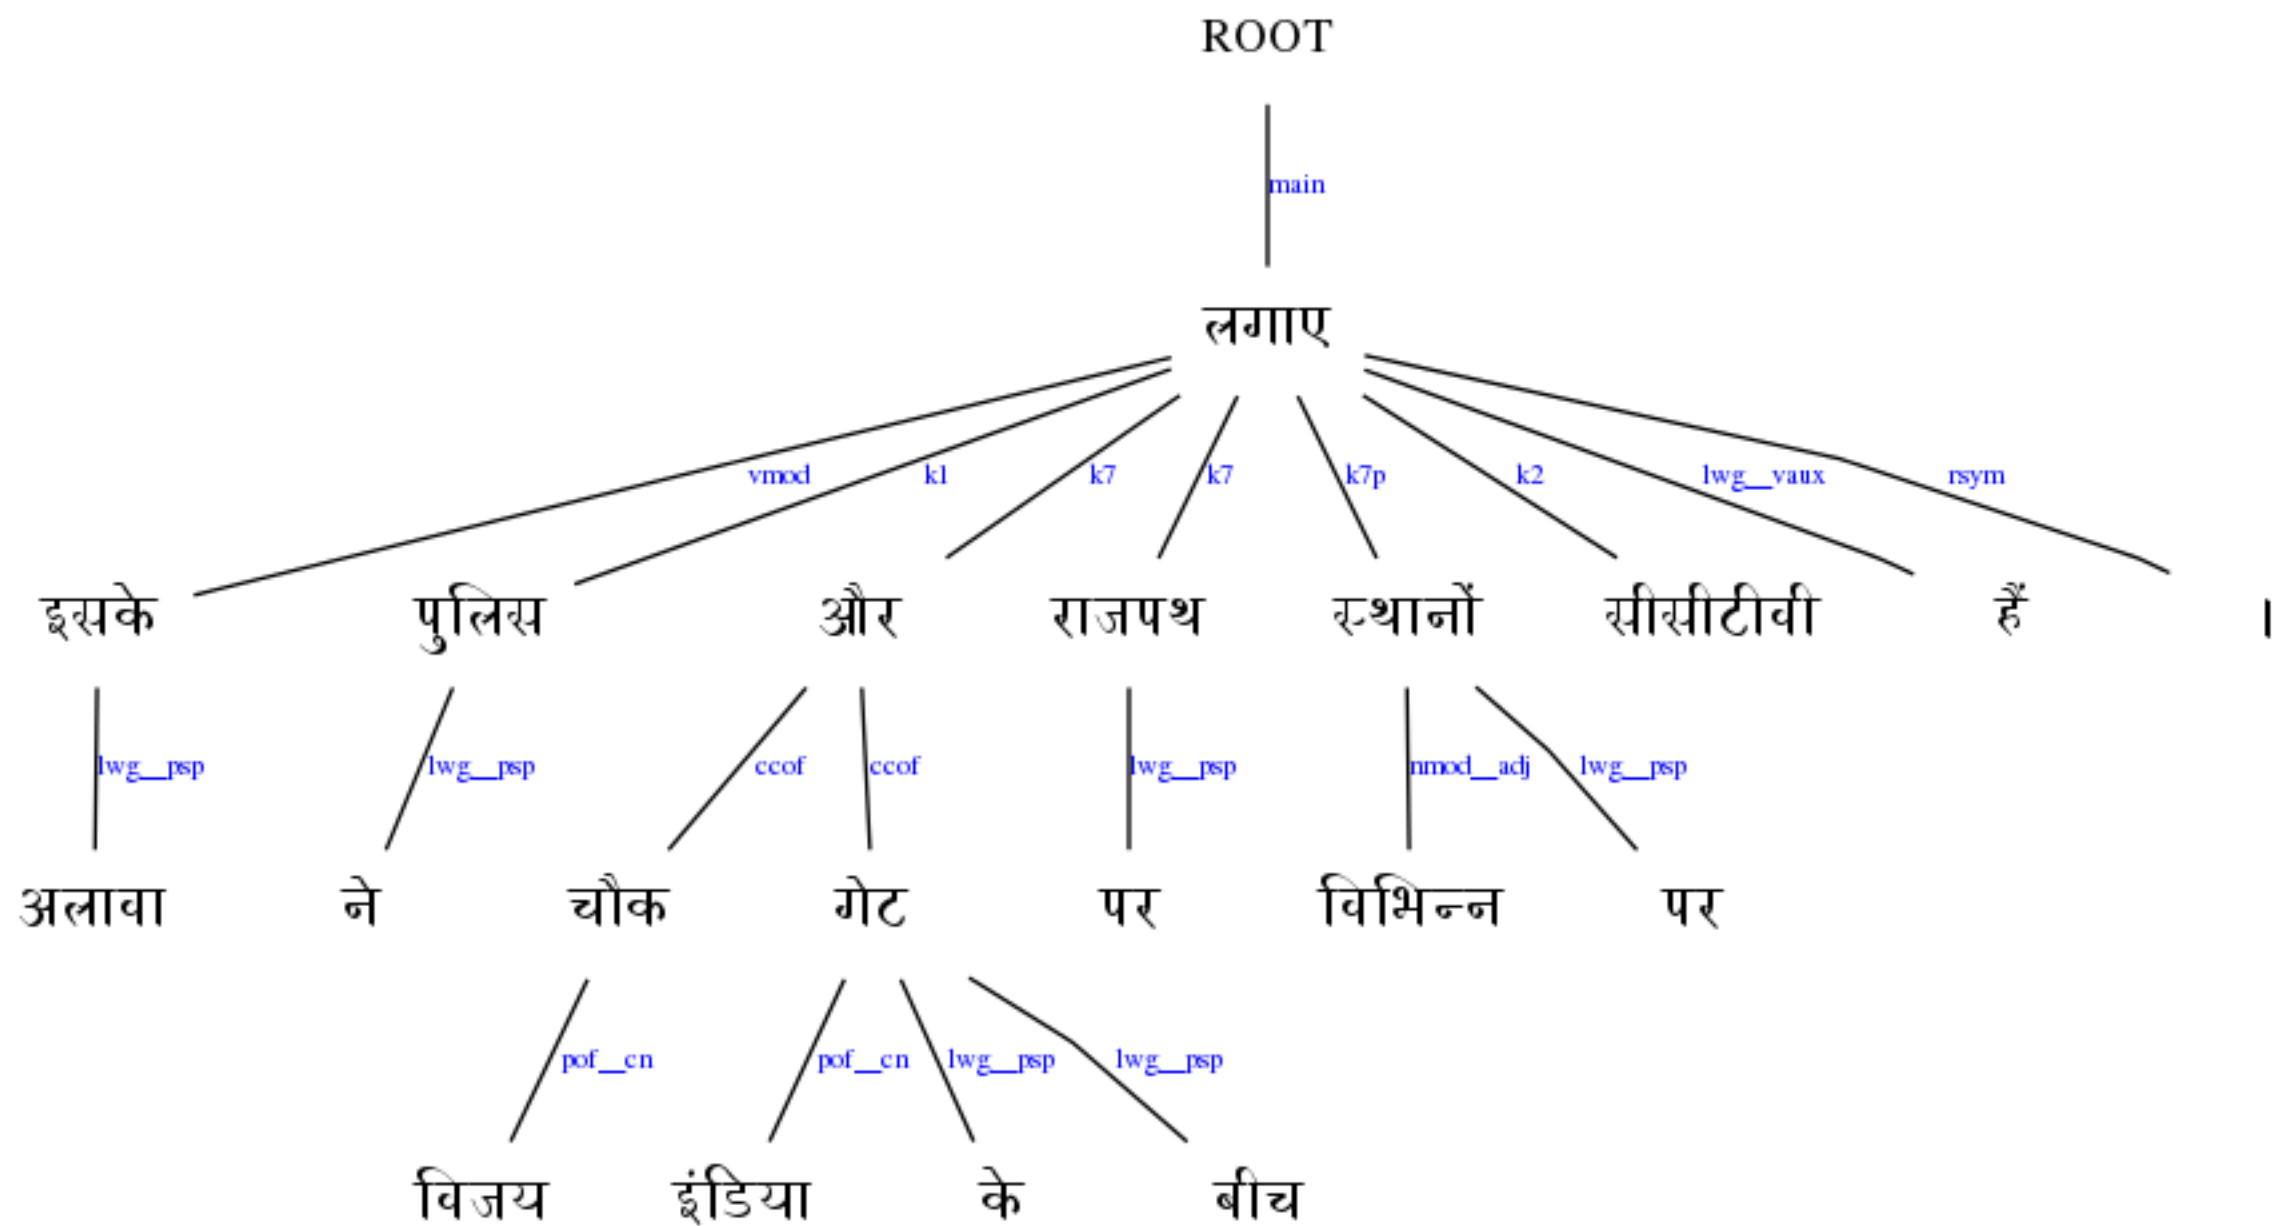 ROOT
main
लगाए
vmod k1 k7 k7 k7p k2 lwg__vaux rsym
इसके पुलिस और राजपथ स्थानों सीसीटीवी हैं ।
lwg__psp lwg__psp ccof ccof lwg__psp nmod__adj lwg__psp
अलावा ने चौक गेट पर विभिन्न पर
pof__cn pof__cn lwg__psp lwg__psp
विजय इंडिया के बीच